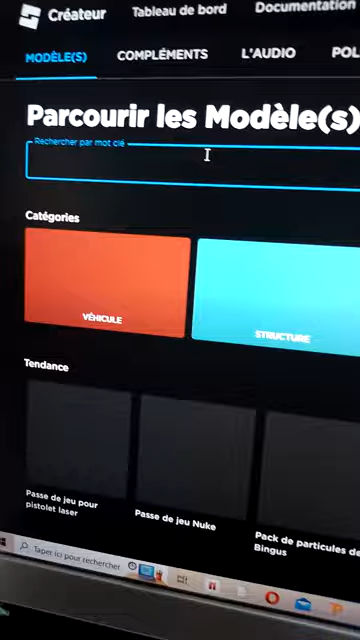 Créateur Tableau de bord Documentation
MODÈLE(S) COMPLÉMENTS L'AUDIO POL
Parcourir les Modèle(s)
Rechercher par mot clé
Catégories
VÉHICULE STRUCTURE
Tendance
Passe de jeu pour
pistolet laser
Passe de jeu Nuke
Pack de particules de
Bingus
Taper ici pour rechercher